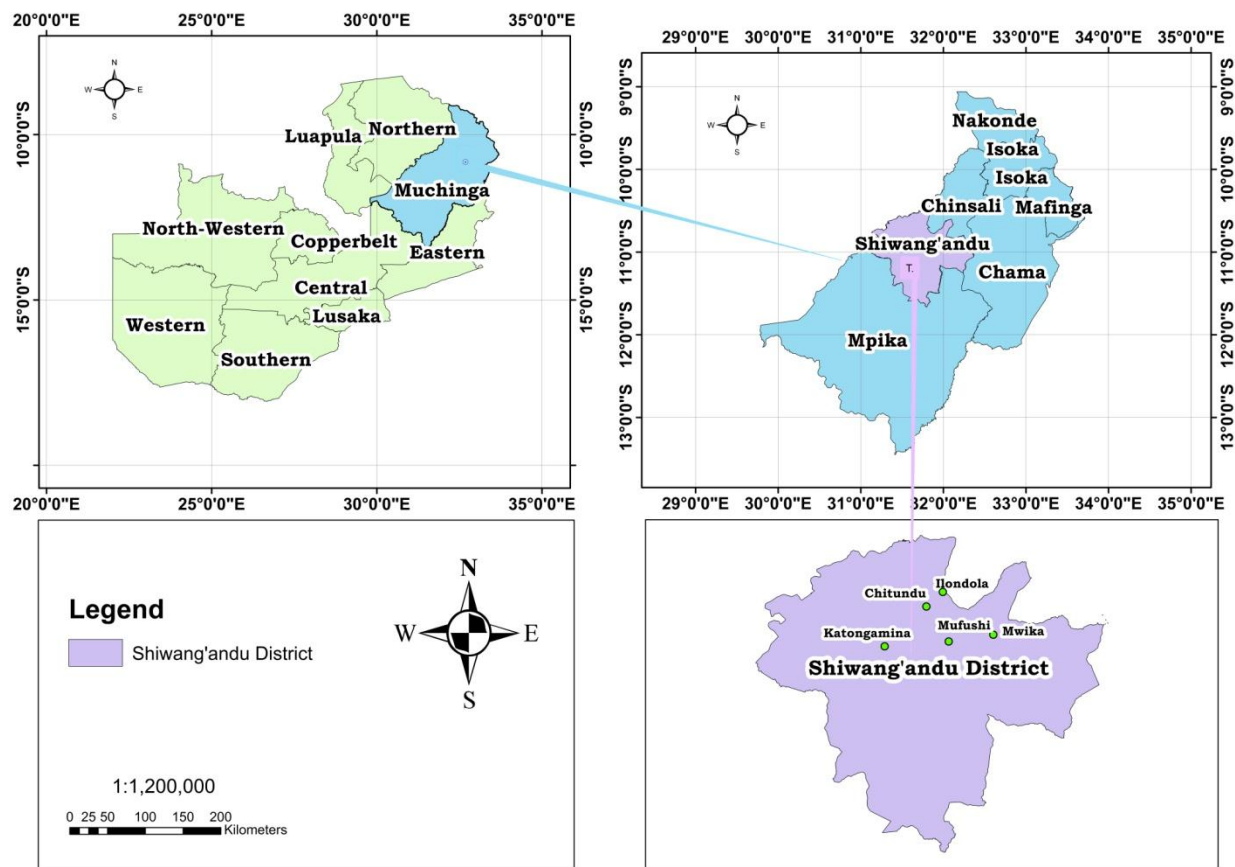 20°0'0"E 25°0'0"E 30°0'0"E 35°0'0"E
N
W E
S
10°0'0"S
10°0'0"S
15°0'0"S
15°0'0"S
Luapula
Northern
Muchinga
North-Western
Copperbelt
Eastern
Central
Lusaka
Western
Southern
20°0'0"E 25°0'0"E 30°0'0"E 35°0'0"E
29°0'0"E 30°0'0"E 31°0'0"E 32°0'0"E 33°0'0"E 34°0'0"E 35°0'0"E
N
W E
S
9°0'0"S
9°0'0"S
10°0'0"S
10°0'0"S
11°0'0"S
11°0'0"S
12°0'0"S
12°0'0"S
13°0'0"S
13°0'0"S
Nakonde
Isoka
Isoka
Chinsali
Mafinga
Shiwang'andu
T.
Chama
Mpika
29°0'0"E 30°0'0"E 31°0'0"E 32°0'0"E 33°0'0"E 34°0'0"E 35°0'0"E
Legend
Shiwang'andu District
N
W E
S
1:1,200,000
0 25 50 100 150 200
Kilometers
Ilondola
Chitundu
Mufushi
Mwika
Katongamina
Shiwang'andu District